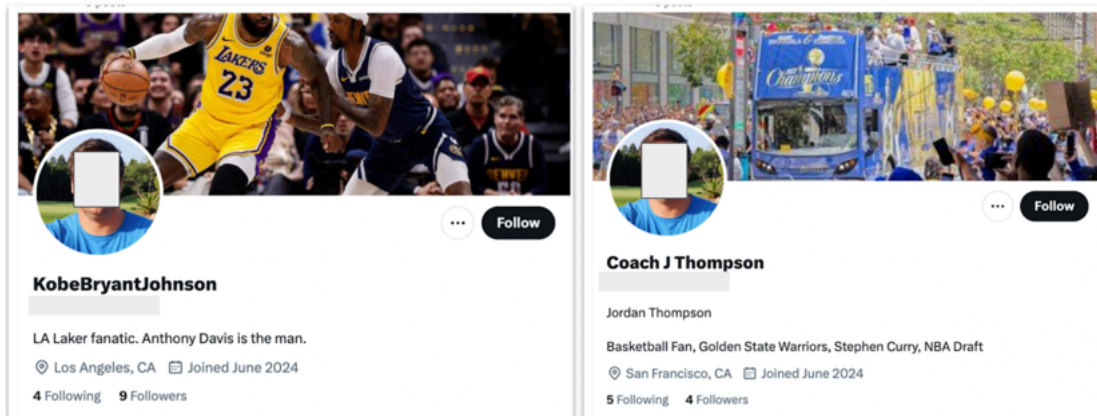 LAKERS
23
DENVER
KobeBryantJohnson
LA Laker fanatic. Anthony Davis is the man.
Los Angeles, CA Joined June 2024
4 Following 9 Followers
... Follow
Champions
Coach J Thompson
Jordan Thompson
Basketball Fan, Golden State Warriors, Stephen Curry, NBA Draft
San Francisco, CA Joined June 2024
5 Following 4 Followers
... Follow